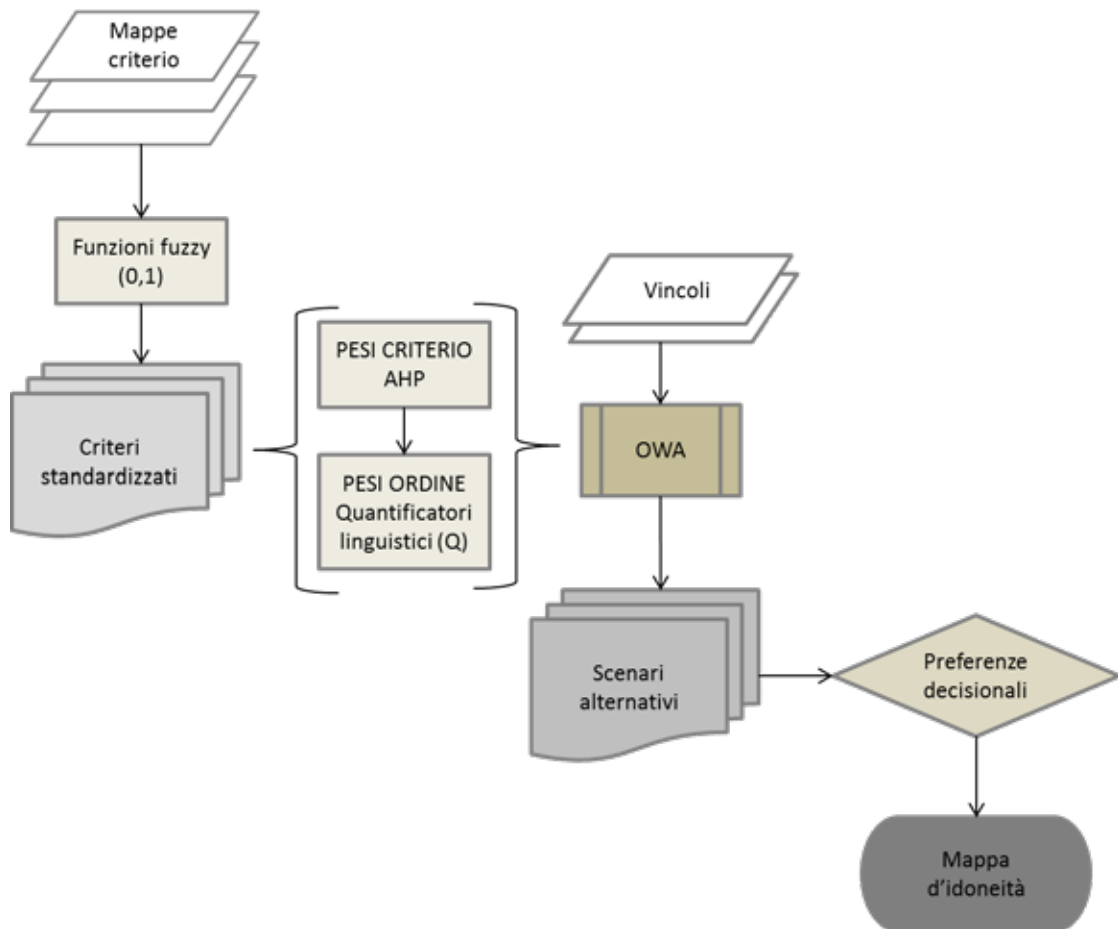 Mappe
criterio
Funzioni fuzzy
(0,1)
Criteri
standardizzati
PESI CRITERIO
AHP
PESI ORDINE
Quantificatori
linguistici (Q)
Vincoli
OWA
Scenari
alternativi
Preferenze
decisionali
Mappa
d'idoneità